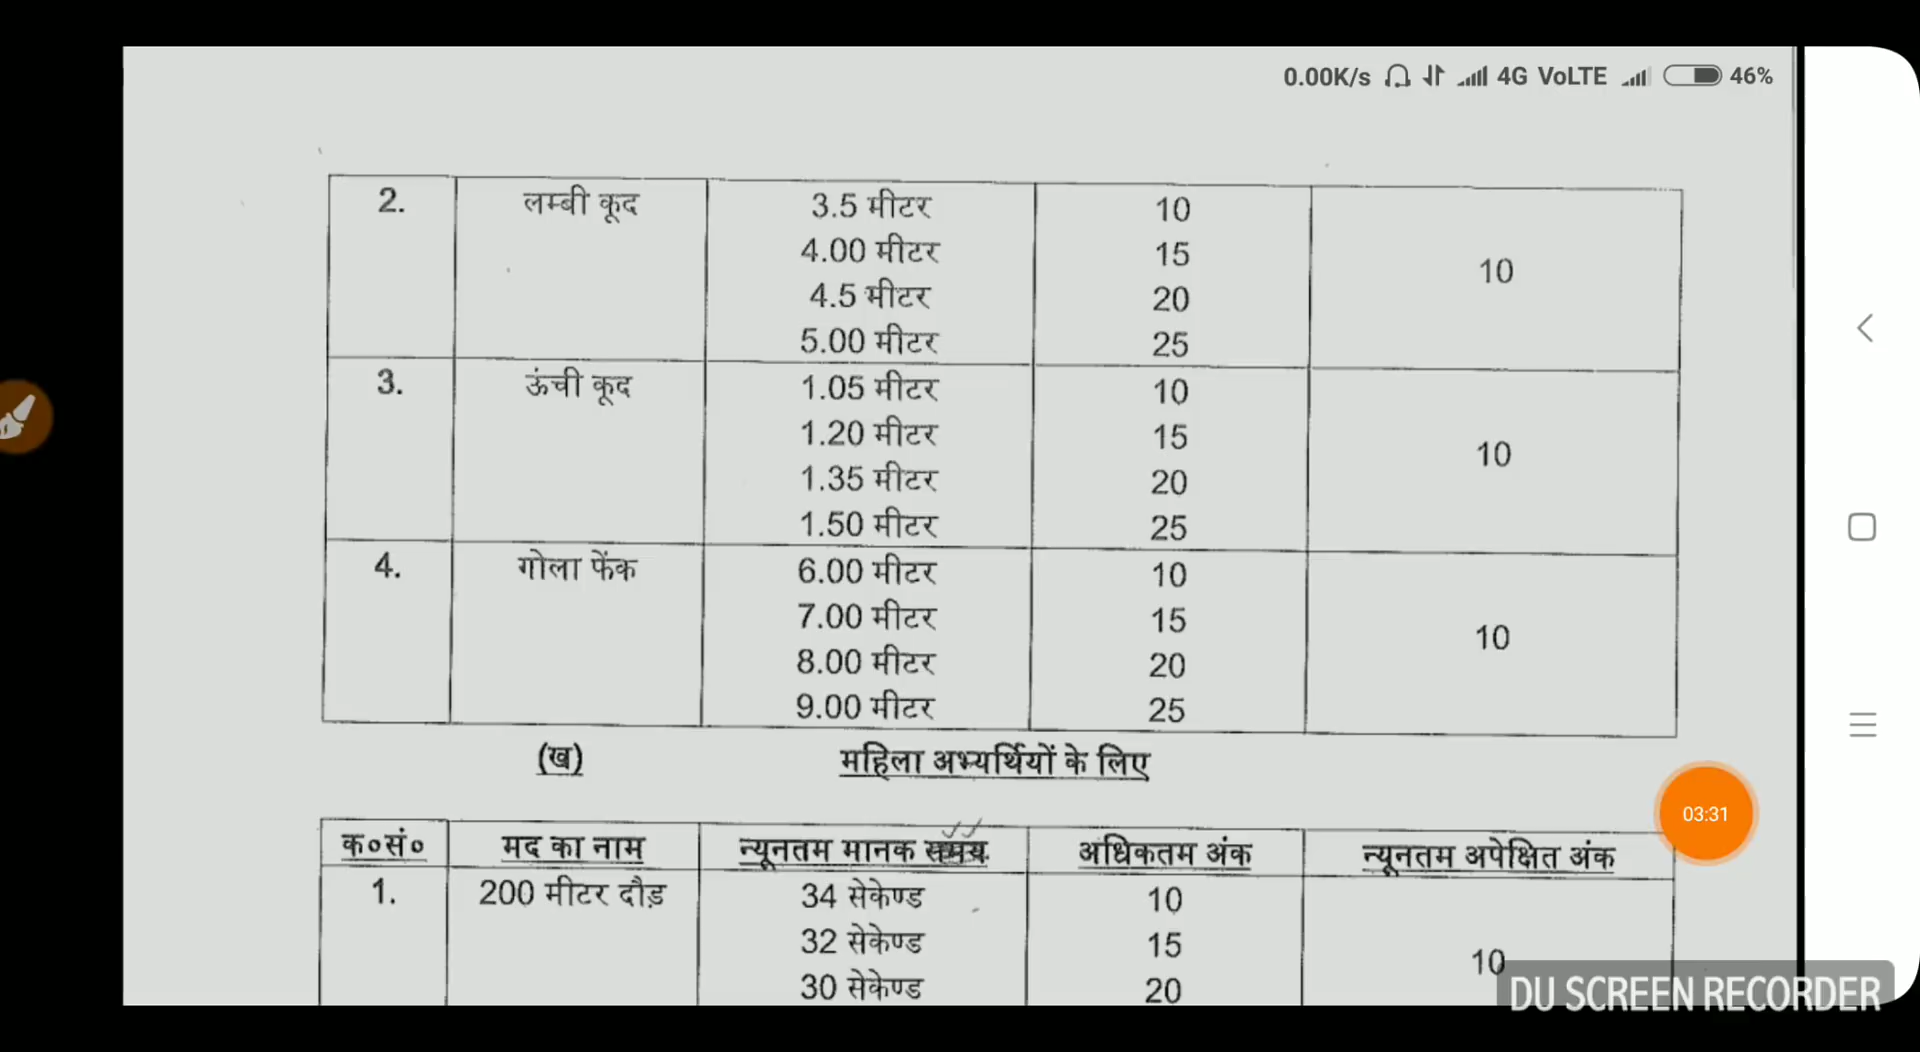 0.00K/s 4G VoLTE 46%
2. लम्बी कूद 3.5 मीटर 10
4.00 मीटर 15
10
4.5 मीटर 20
5.00 मीटर 25
3. ऊंची कूद 1.05 मीटर 10
1.20 मीटर 15
10
1.35 मीटर 20
1.50 मीटर 25
4. गोला फेंक 6.00 मीटर 10
7.00 मीटर 15
10
8.00 मीटर 20
9.00 मीटर 25
(ख) महिला अभ्यर्थियों के लिए
03:31
क०सं० मद का नाम न्यूनतम मानक समय अधिकतम अंक न्यूनतम अपेक्षित अंक
1. 200 मीटर दौड़ 34 सेकेण्ड 10
32 सेकेण्ड 15
10
30 सेकेण्ड 20
DU SCREEN RECORDER